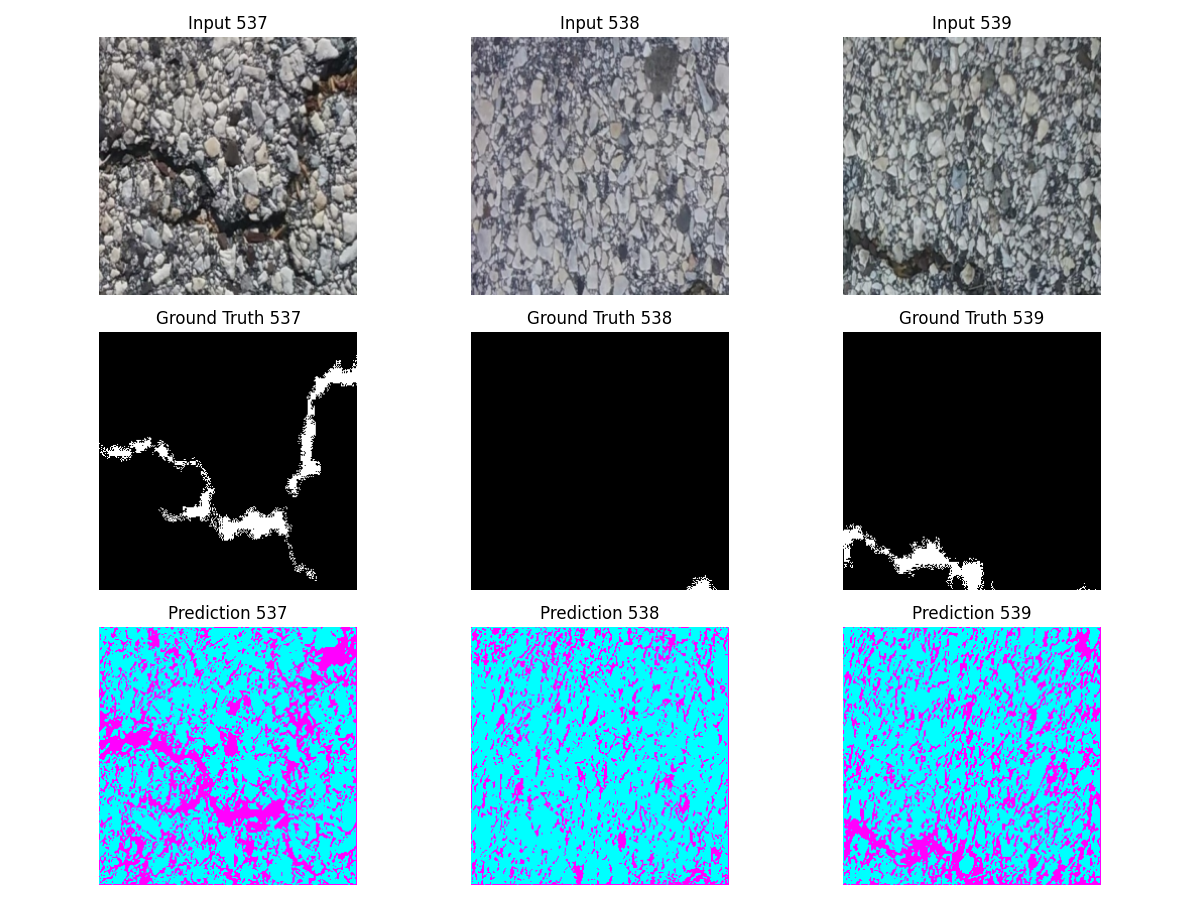 Input 537
Input 538
Input 539
Ground Truth 537
Ground Truth 538
Ground Truth 539
Prediction 537
Prediction 538
Prediction 539